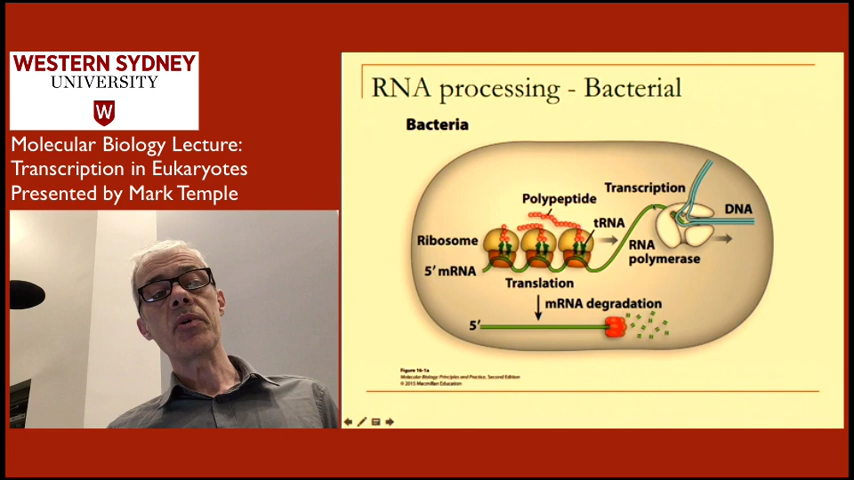 WESTERN SYDNEY
UNIVERSITY
W
Molecular Biology Lecture:
Transcription in Eukaryotes
Presented by Mark Temple
RNA processing - Bacterial
Bacteria
Transcription
Polypeptide
DNA
tRNA
Ribosome
RNA
polymerase
5′ mRNA
Translation
mRNA degradation
5′
Figure 16-1a
Molecular Biology: Principles and Practice, Second Edition
© 2015 Macmillan Education